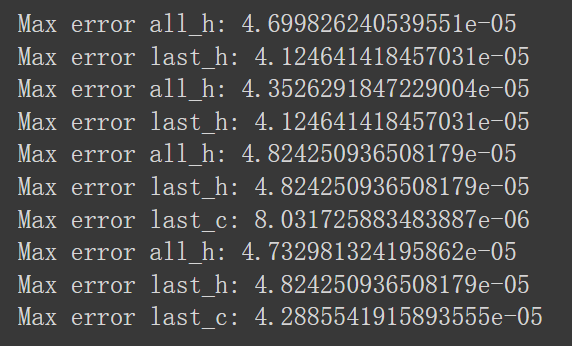 Max error all_h: 4.699826240539551e-05
Max error last_h: 4.124641418457031e-05
Max error all_h: 4.3526291847229004e-05
Max error last_h: 4.124641418457031e-05
Max error all_h: 4.824250936508179e-05
Max error last_h: 4.824250936508179e-05
Max error last_c: 8.031725883483887e-06
Max error all_h: 4.732981324195862e-05
Max error last_h: 4.824250936508179e-05
Max error last_c: 4.2885541915893555e-05